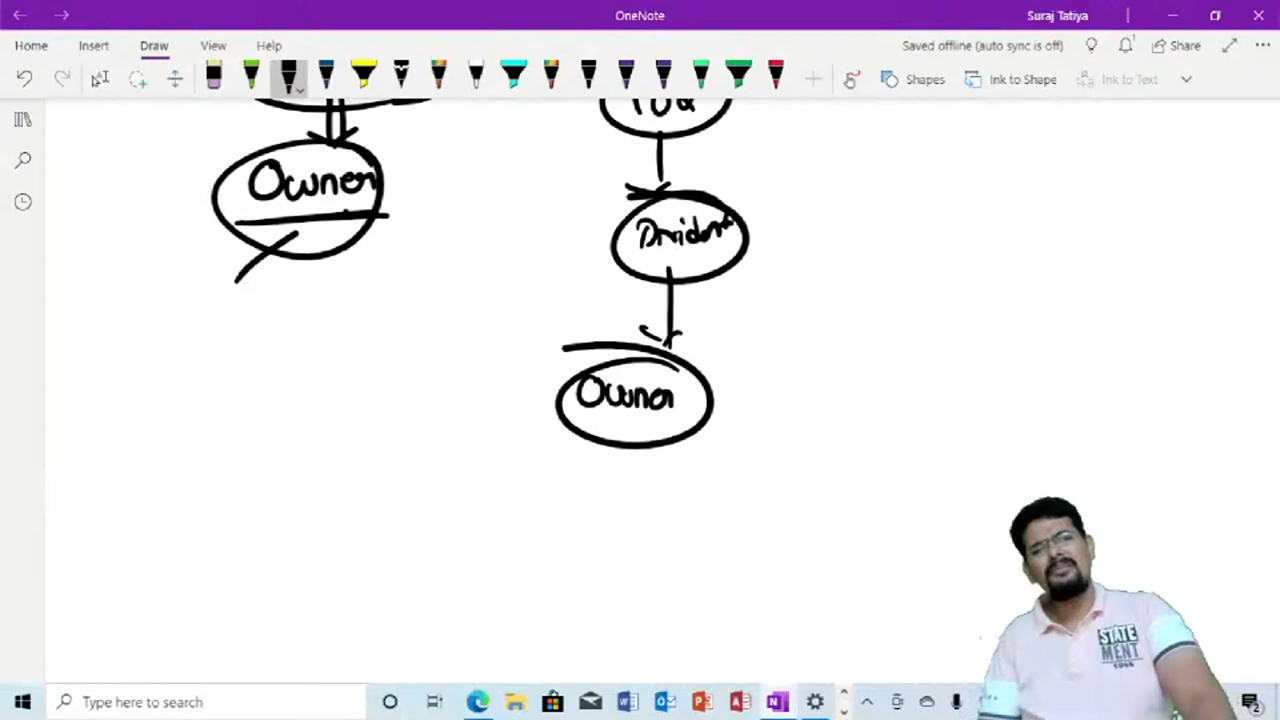 OneNote
Suraj Tatiya
Home Insert Draw View Help
Saved offline (auto sync is off)
Share
Shapes
Ink to Shape
Ink to Text
Owner
Dividend
Owner
STATE
MENT
Type here to search